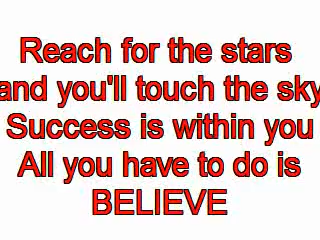 Reach for the stars
and you'll touch the sky
Success is within you
All you have to do is
BELIEVE